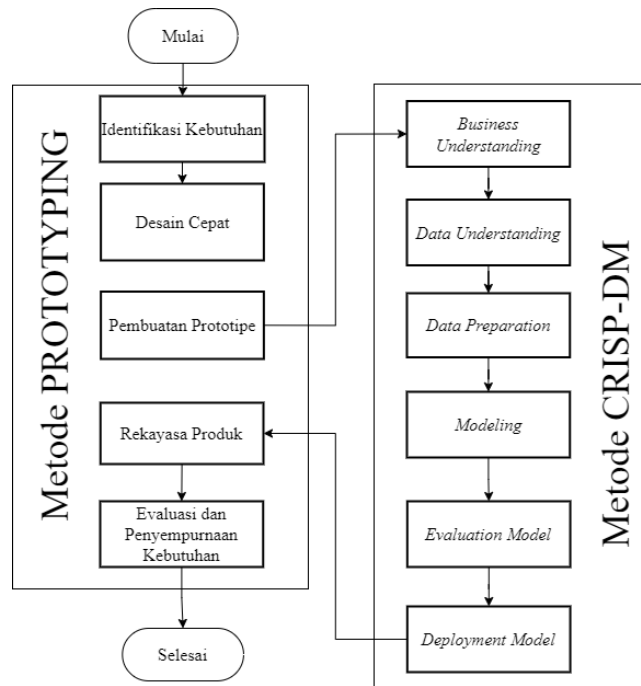 Mulai
Metode PROTOTYPING
Identifikasi Kebutuhan
Desain Cepat
Pembuatan Prototipe
Rekayasa Produk
Evaluasi dan
Penyempurnaan
Kebutuhan
Selesai
Business
Understanding
Data Understanding
Data Preparation
Modeling
Evaluation Model
Deployment Model
Metode CRISP-DM